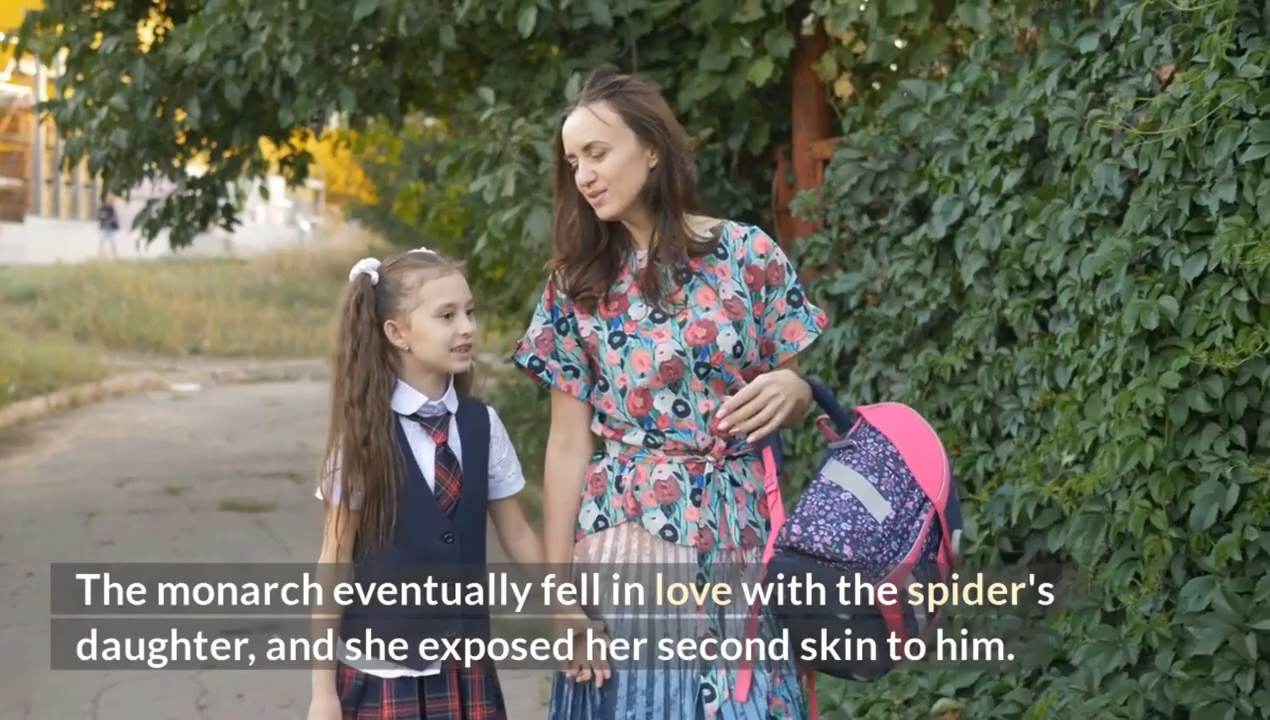 The monarch eventually fell in love with the spider's
daughter, and she exposed her second skin to him.